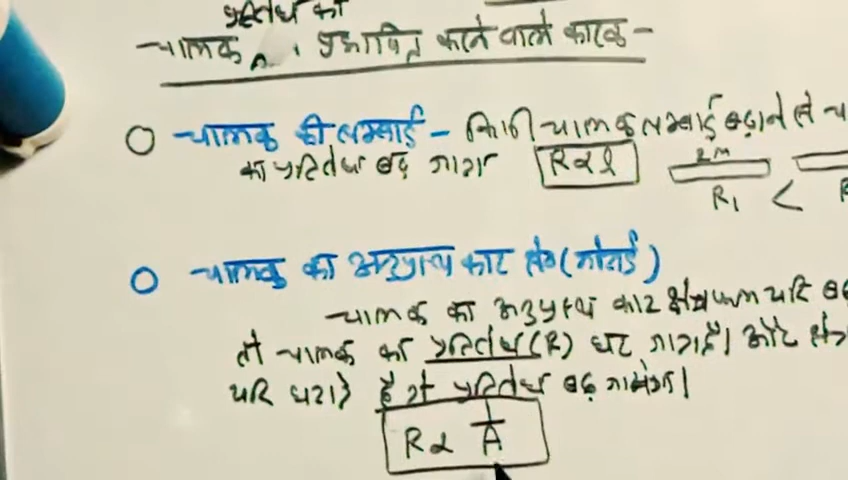 प्रतिरोध को
चालक प्रभावित करने वाले कारक -
चालक की लम्बाई - किसी चालक लम्बाई बढ़ाने से
का प्रतिरोध बढ़ जाता R ∝ l 2m
R₁ <
चालक का अनुप्रस्थ काट क्षेत्र (मोटाई)
चालक का अनुप्रस्थ काट क्षेत्रफल यदि
तो चालक का प्रतिरोध (R) घट जाता है। और
यदि घटाते है तो प्रतिरोध बढ़ जायेगा।
R ∝ 1/A